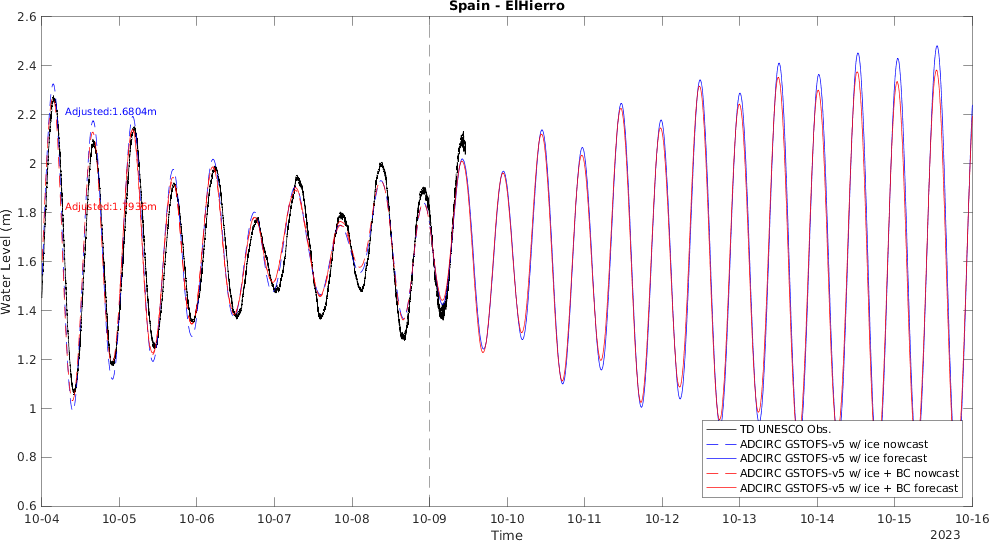 Spain - ElHierro
2.6
2.4
2.2
2
1.8
1.6
1.4
1.2
1
0.8
0.6
Water Level (m)
Adjusted:1.6804m
TD UNESCO Obs.
ADCIRC GSTOFS-v5 w/ ice nowcast
ADCIRC GSTOFS-v5 w/ ice forecast
ADCIRC GSTOFS-v5 w/ ice + BC nowcast
ADCIRC GSTOFS-v5 w/ ice + BC forecast
10-04 10-05 10-06 10-07 10-08 10-09 10-10 10-11 10-12 10-13 10-14 10-15 10-16
Time
2023